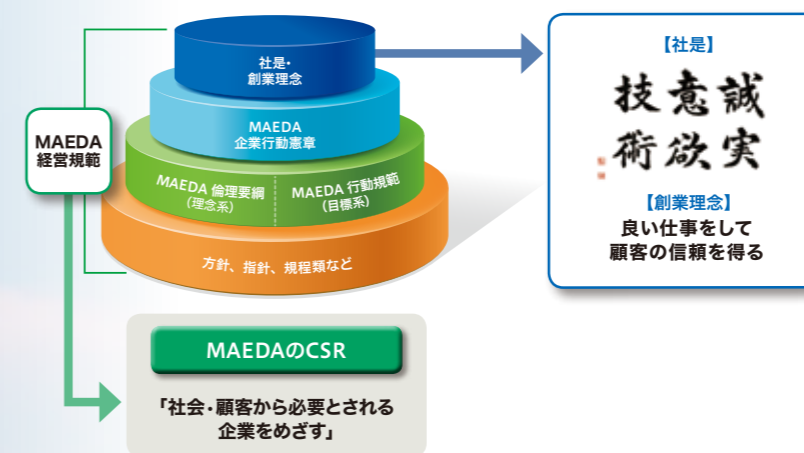 社是・
創業理念
MAEDA
企業行動憲章
MAEDA 倫理要綱
(理念系)
MAEDA 行動規範
(目標系)
方針、指針、規程類など
MAEDA
経営規範
MAEDAのCSR
「社会・顧客から必要とされる
企業をめざす」
【社是】
誠実
意欲
技術
【創業理念】
良い仕事をして
顧客の信頼を得る